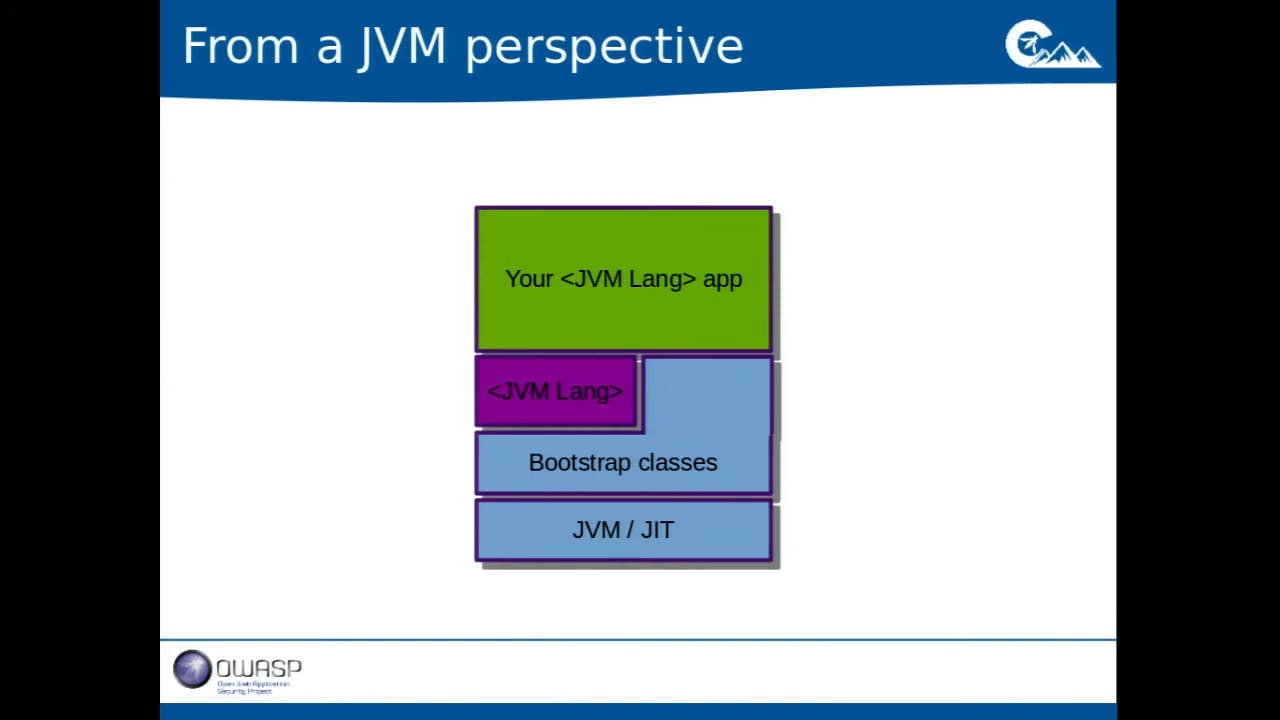 From a JVM perspective
Your <JVM Lang> app
<JVM Lang>
Bootstrap classes
JVM / JIT
OWASP
Open Web Application
Security Project